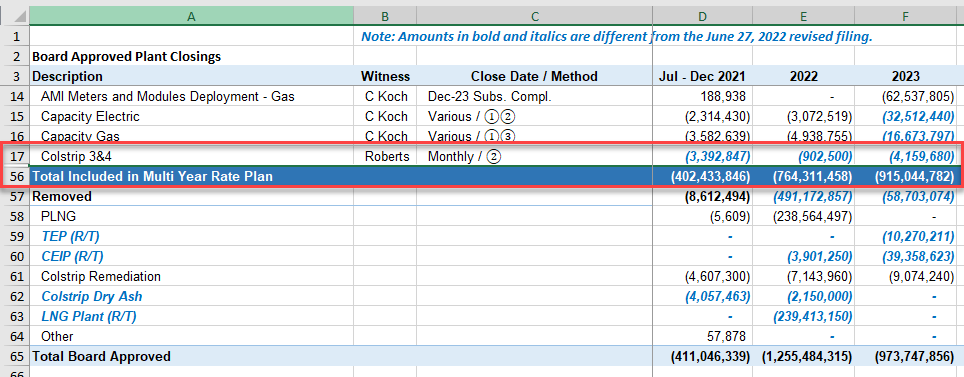 A B C D E F
1 Note: Amounts in bold and italics are different from the June 27, 2022 revised filing.
2 Board Approved Plant Closings
3 Description Witness Close Date / Method Jul - Dec 2021 2022 2023
14 AMI Meters and Modules Deployment - Gas C Koch Dec-23 Subs. Compl. 188,938 - (62,537,805)
15 Capacity Electric C Koch Various / ①② (2,314,430) (3,072,519) (32,512,440)
16 Capacity Gas C Koch Various / ①③ (3,582,639) (4,938,755) (16,673,797)
17 Colstrip 3&4 Roberts Monthly / ② (3,392,847) (902,500) (4,159,680)
56 Total Included in Multi Year Rate Plan (402,433,846) (764,311,458) (915,044,782)
57 Removed (8,612,494) (491,172,857) (58,703,074)
58 PLNG (5,609) (238,564,497) -
59 TEP (R/T) - - (10,270,211)
60 CEIP (R/T) - (3,901,250) (39,358,623)
61 Colstrip Remediation (4,607,300) (7,143,960) (9,074,240)
62 Colstrip Dry Ash (4,057,463) (2,150,000) -
63 LNG Plant (R/T) - (239,413,150) -
64 Other 57,878 - -
65 Total Board Approved (411,046,339) (1,255,484,315) (973,747,856)
66